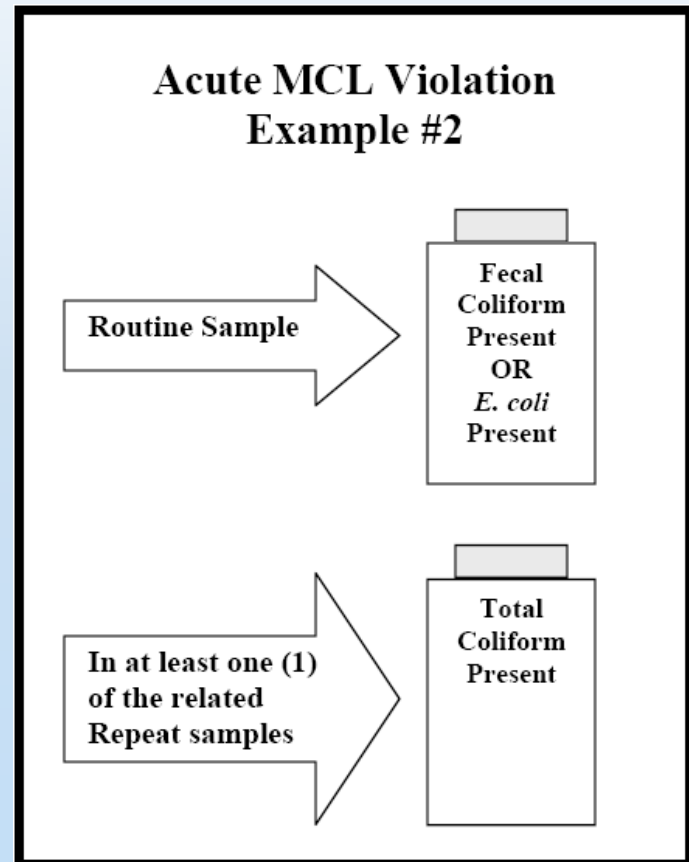 Acute MCL Violation
Example #2
Routine Sample
Fecal
Coliform
Present
OR
E. coli
Present
In at least one (1)
of the related
Repeat samples
Total
Coliform
Present